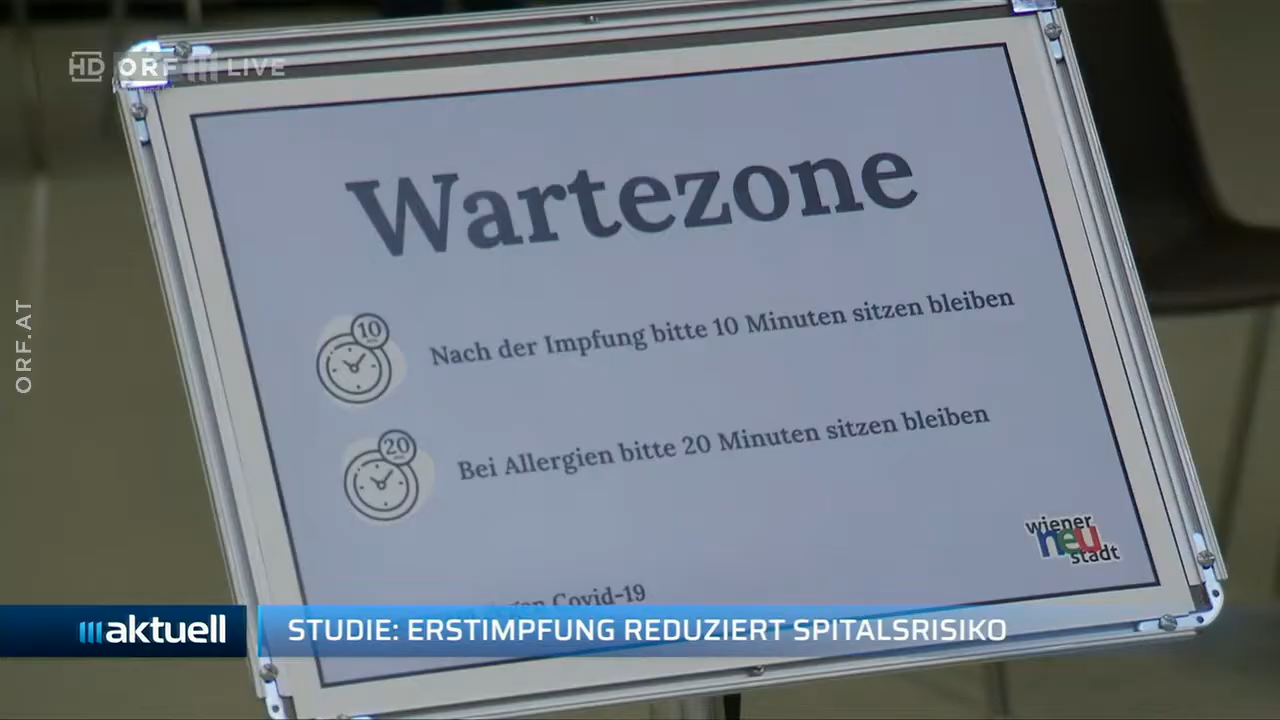 HD ORF III LIVE
ORF.AT
Wartezone
10
Nach der Impfung bitte 10 Minuten sitzen bleiben
20
Bei Allergien bitte 20 Minuten sitzen bleiben
wiener
neu
stadt
Covid-19
aktuell
STUDIE: ERSTIMPFUNG REDUZIERT SPITALSRISIKO